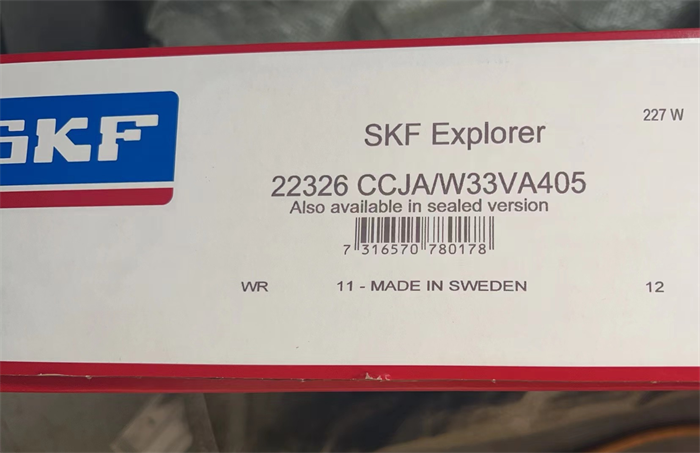 SKF
227 W
SKF Explorer
22326 CCJA/W33VA405
Also available in sealed version
7 316570 780178
WR 11 - MADE IN SWEDEN 12